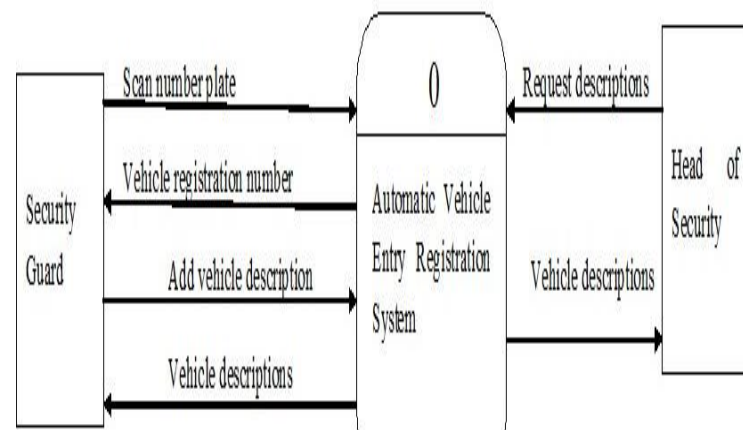 Scan number plate
0
Request descriptions
Vehicle registration number
Security
Guard
Automatic Vehicle
Entry Registration
System
Head of
Security
Add vehicle description
Vehicle descriptions
Vehicle descriptions